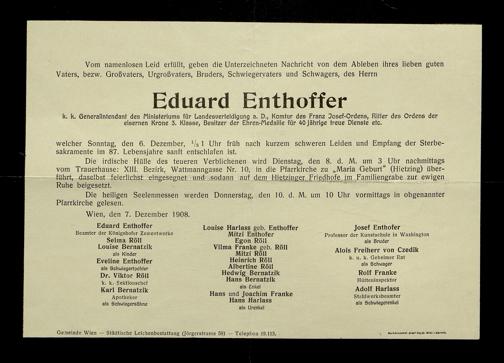 Vom namenlosen Leid erfüllt, geben die Unterzeichneten Nachricht von dem Ableben ihres lieben guten
Vaters, bezw. Großvaters, Urgroßvaters, Bruders, Schwiegervaters und Schwagers, des Herrn
Eduard Enthoffer
k. k. Generalintendant des Ministeriums für Landesverteidigung a. D., Komtur des Franz Josef-Ordens, Ritter des Ordens der
eisernen Krone 3. Klasse, Besitzer der Ehren-Medaille für 40 jährige treue Dienste etc.
welcher Sonntag, den 6. Dezember, 1/2 1 Uhr früh nach kurzem schweren Leiden und Empfang der Sterbe-
sakramente im 87. Lebensjahre sanft entschlafen ist.
Die irdische Hülle des teueren Verblichenen wird Dienstag, den 8. d. M. um 3 Uhr nachmittags
vom Trauerhause: XIII. Bezirk, Wattmanngasse Nr. 10, in die Pfarrkirche zu „Maria Geburt" (Hietzing) über-
führt, daselbst feierlichst eingesegnet und sodann auf dem Hietzinger Friedhofe im Familiengrabe zur ewigen
Ruhe beigesetzt.
Die heiligen Seelenmessen werden Donnerstag, den 10. d. M. um 10 Uhr vormittags in obgenannter
Pfarrkirche gelesen.
Wien, den 7. Dezember 1908.
Eduard Enthoffer
Beamter der Königshofer Zementwerke
Selma Röll
Louise Bernatzik
als Kinder
Eveline Enthoffer
als Schwiegertochter
Dr. Viktor Röll
k. k. Sektionschef
Karl Bernatzik
Apotheker
als Schwiegersöhne
Louise Harlass geb. Enthoffer
Mitzi Enthofer
Egon Röll
Vilma Franke geb. Röll
Mitzi Röll
Heinrich Röll
Albertine Röll
Hedwig Bernatzik
Hans Bernatzik
als Enkel
Hans und Joachim Franke
Hans Harlass
als Urenkel
Josef Enthofer
Professor der Kunstschule in Washington
als Bruder
Alois Freiherr von Czedik
k. u. k. Geheimer Rat
als Schwager
Rolf Franke
Hütteninspektor
Adolf Harlass
Stahlwerksbeamter
als Schwiegerenkel
Gemeinde Wien — Städtische Leichenbestattung (Jörgerstraße 50) — Telephon 19.113.